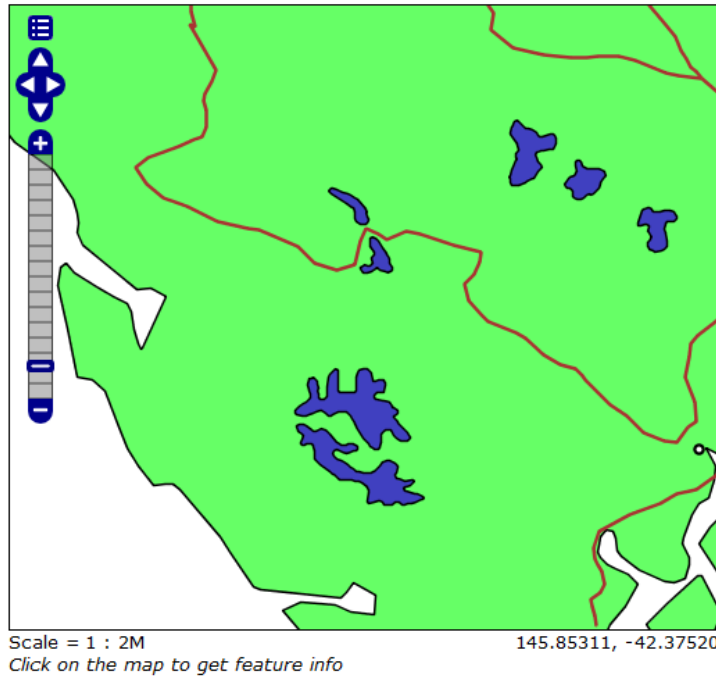 Scale = 1 : 2M
145.85311, -42.37520
Click on the map to get feature info